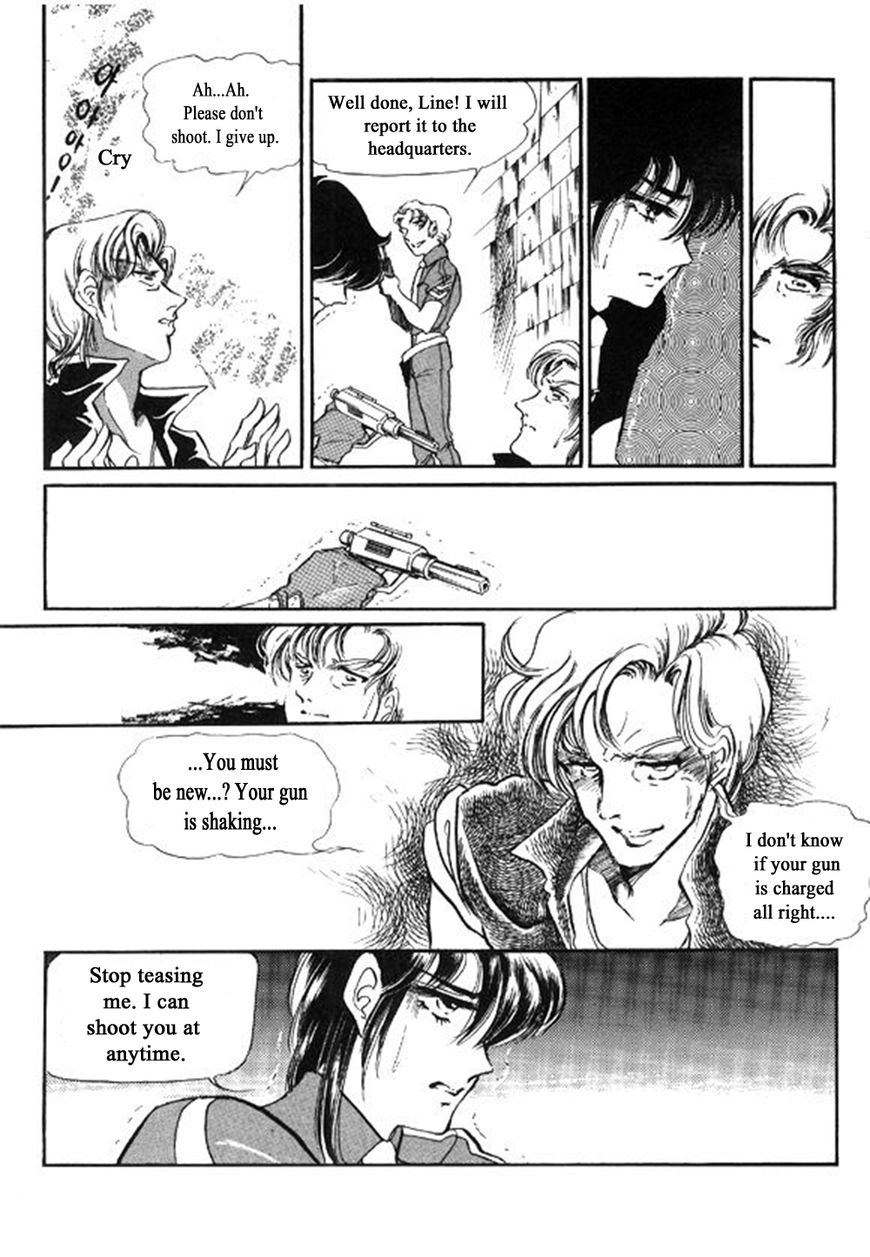 아아아아이!
Cry
Ah...Ah.
Please don't
shoot. I give up.
Well done, Line! I will
report it to the
headquarters.
...You must
be new...? Your gun
is shaking...
I don't know
if your gun
is charged
all right....
Stop teasing
me. I can
shoot you at
anytime.